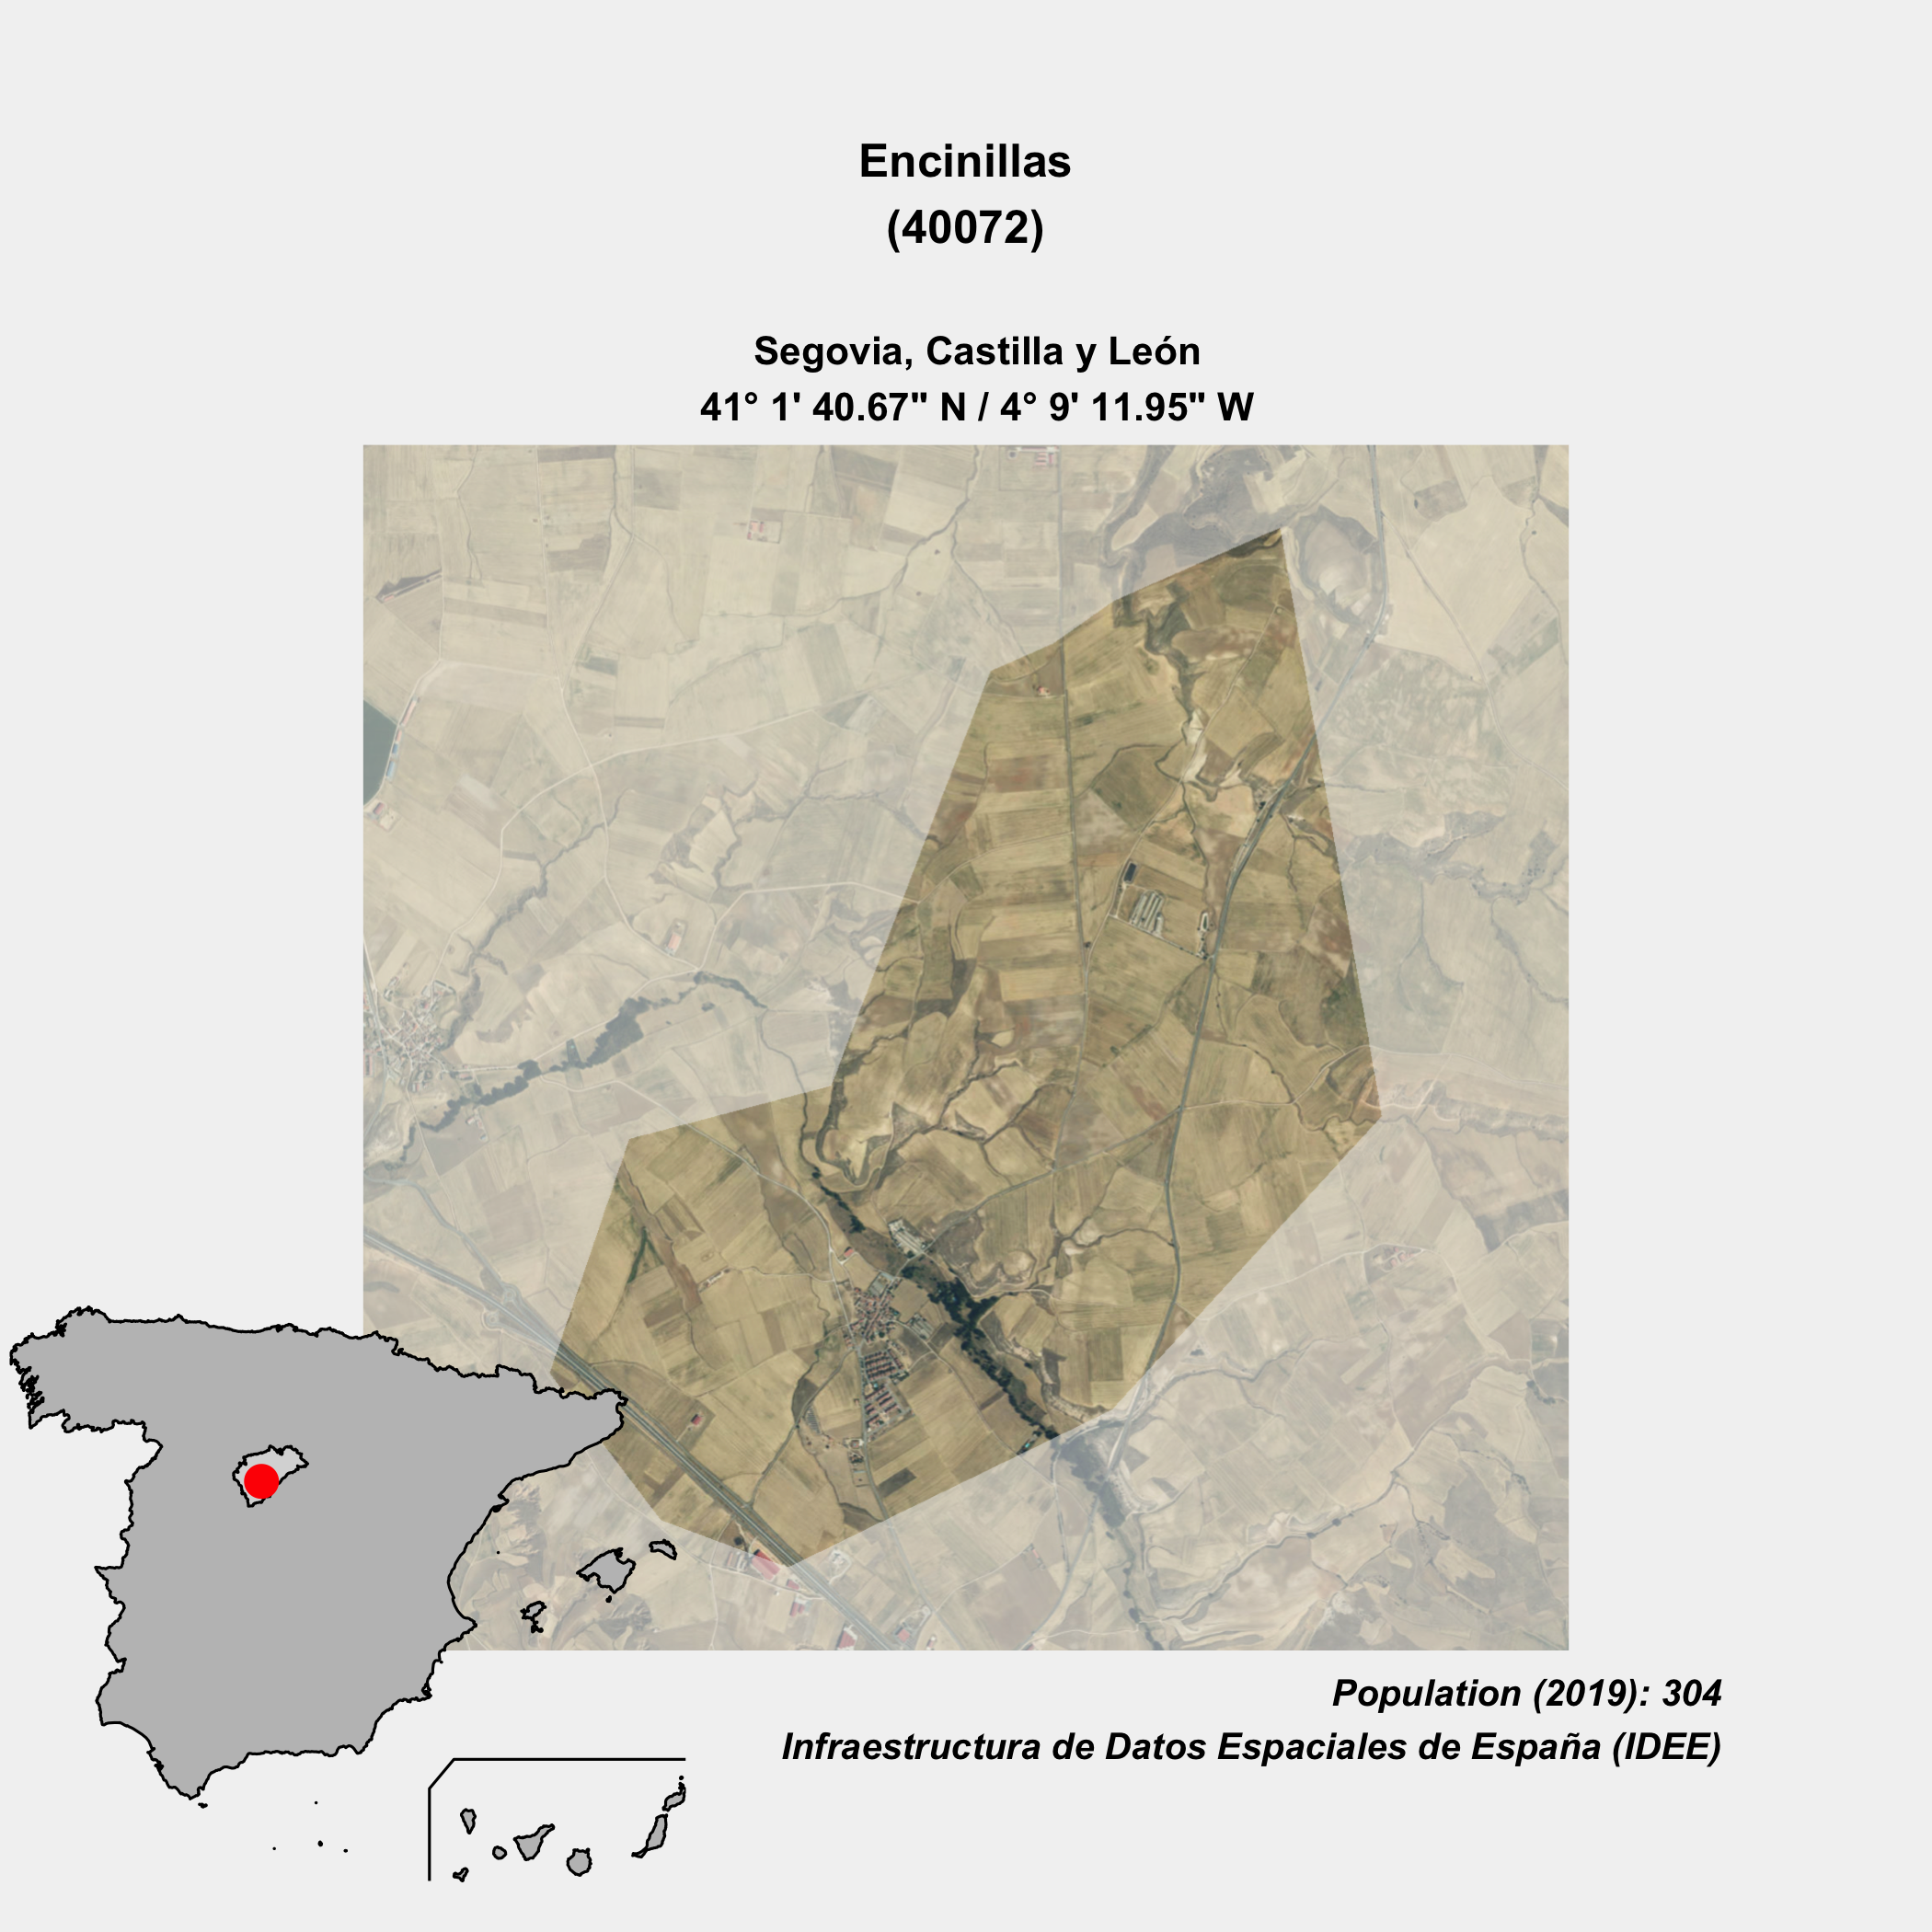 Encinillas
(40072)
Segovia, Castilla y León
41° 1' 40.67" N / 4° 9' 11.95" W
Population (2019): 304
Infraestructura de Datos Espaciales de España (IDEE)